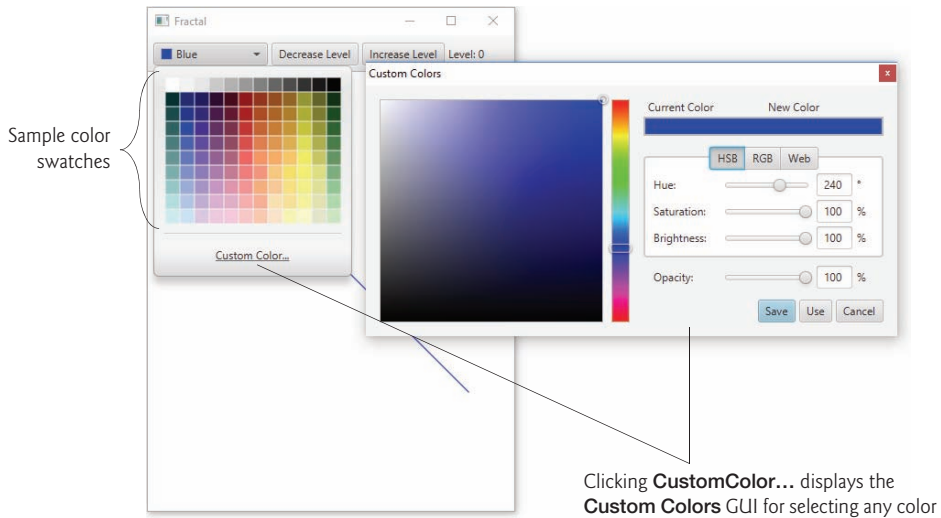 Fractal
Blue
Decrease Level
Increase Level
Level: 0
Custom Colors
x
Current Color
New Color
HSB
RGB
Web
Hue:
240
°
Saturation:
100
%
Brightness:
100
%
Opacity:
100
%
Save
Use
Cancel
Custom Color...
Sample color
swatches
Clicking CustomColor... displays the
Custom Colors GUI for selecting any color